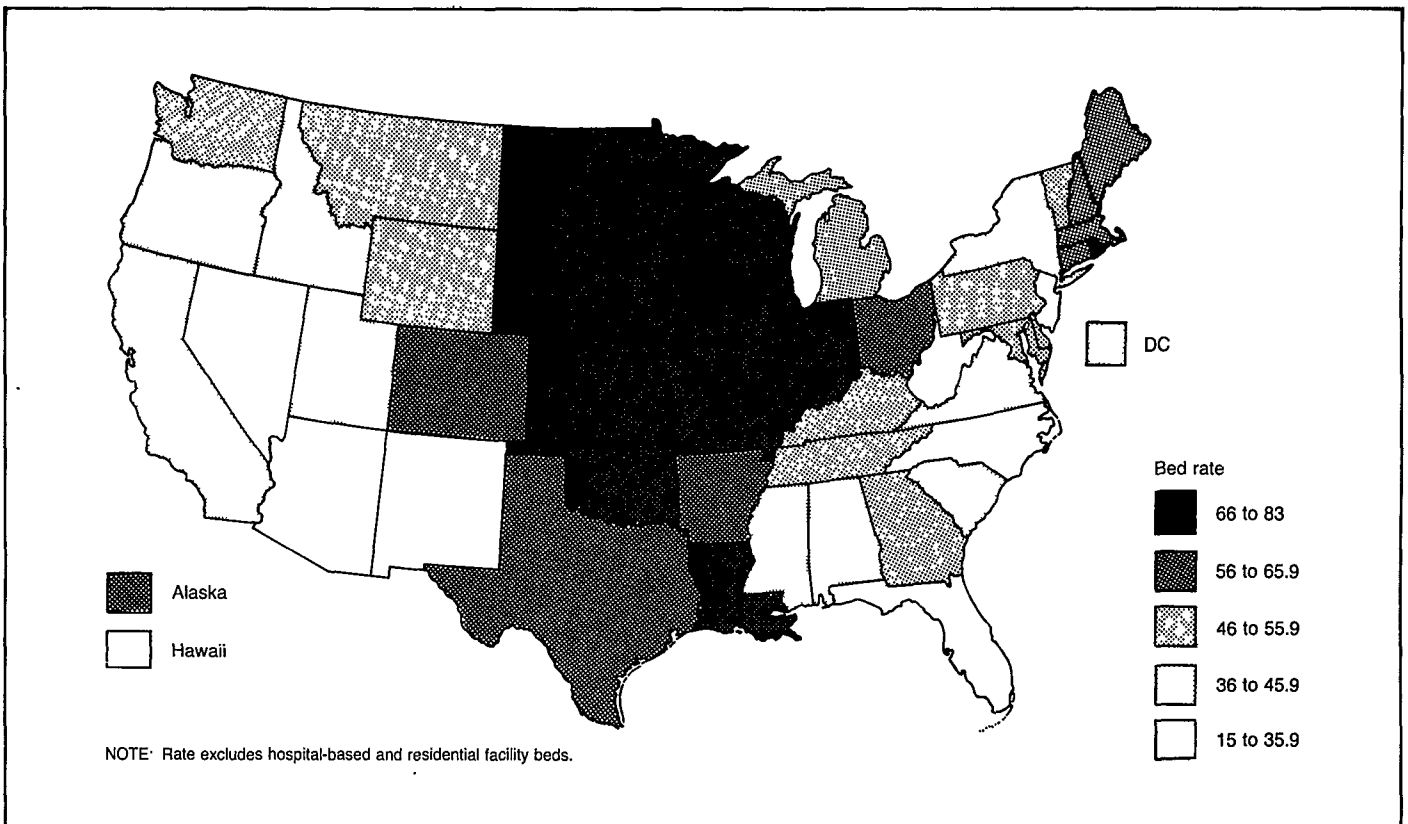 DC
Bed rate
66 to 83
56 to 65.9
46 to 55.9
36 to 45.9
15 to 35.9
Alaska
Hawaii
NOTE: Rate excludes hospital-based and residential facility beds.